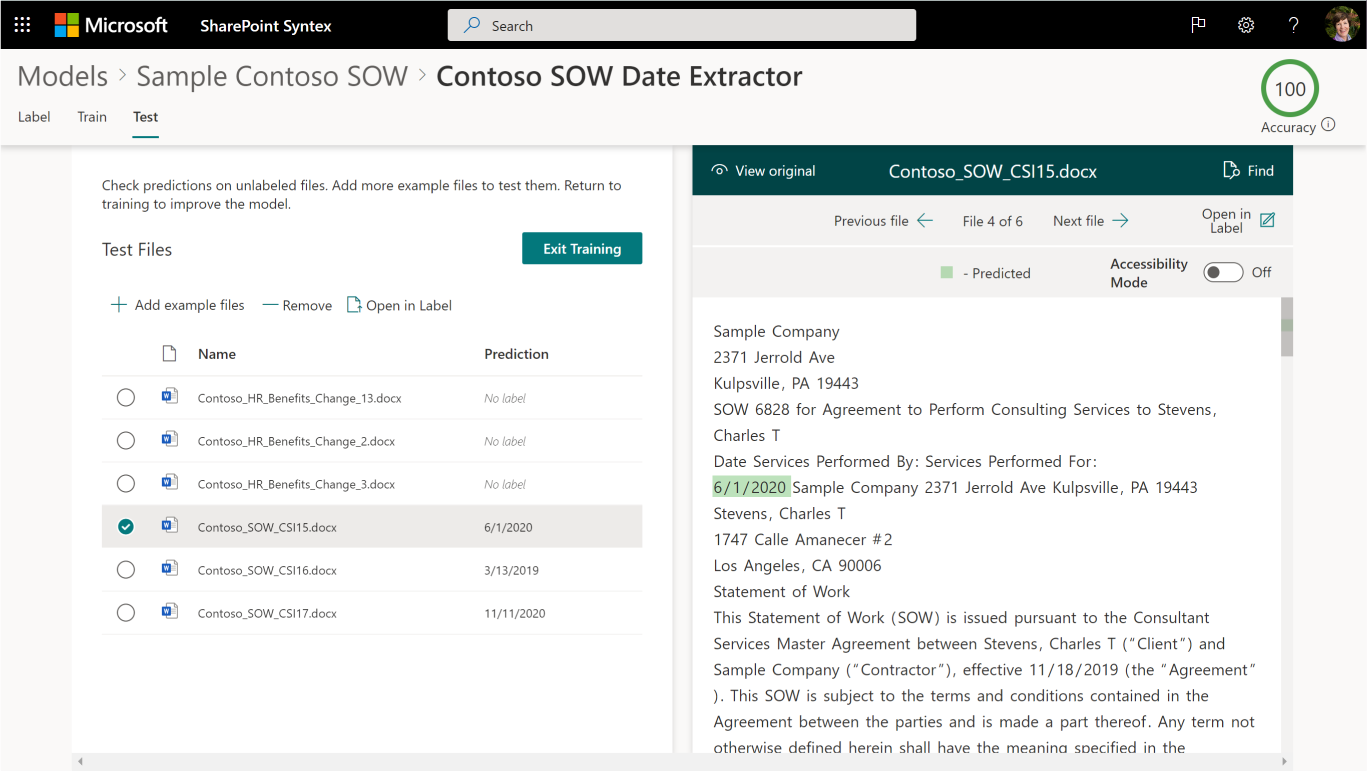 Microsoft SharePoint Syntex Search ?
Models > Sample Contoso SOW > Contoso SOW Date Extractor
100
Accuracy
Label Train Test
Check predictions on unlabeled files. Add more example files to test them. Return to
training to improve the model.
Test Files
Exit Training
Add example files Remove Open in Label
Name Prediction
Contoso_HR_Benefits_Change_13.docx No label
Contoso_HR_Benefits_Change_2.docx No label
Contoso_HR_Benefits_Change_3.docx No label
Contoso_SOW_CSI15.docx 6/1/2020
Contoso_SOW_CSI16.docx 3/13/2019
Contoso_SOW_CSI17.docx 11/11/2020
View original Contoso_SOW_CSI15.docx Find
Previous file File 4 of 6 Next file
Open in
Label
- Predicted
Accessibility
Mode
Off
Sample Company
2371 Jerrold Ave
Kulpsville, PA 19443
SOW 6828 for Agreement to Perform Consulting Services to Stevens,
Charles T
Date Services Performed By: Services Performed For:
6/1/2020 Sample Company 2371 Jerrold Ave Kulpsville, PA 19443
Stevens, Charles T
1747 Calle Amanecer #2
Los Angeles, CA 90006
Statement of Work
This Statement of Work (SOW) is issued pursuant to the Consultant
Services Master Agreement between Stevens, Charles T (“Client”) and
Sample Company (“Contractor”), effective 11/18/2019 (the “Agreement”
). This SOW is subject to the terms and conditions contained in the
Agreement between the parties and is made a part thereof. Any term not
otherwise defined herein shall have the meaning specified in the